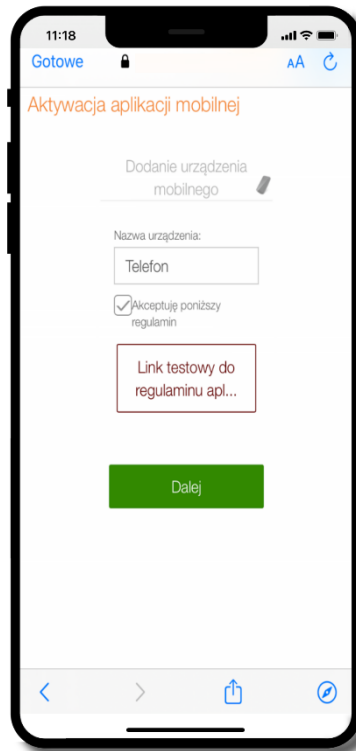 11:18
Gotowe
AA
Aktywacja aplikacji mobilnej
Dodanie urządzenia
mobilnego
Nazwa urządzenia:
Telefon
Akceptuję poniższy
regulamin
Link testowy do
regulaminu apl...
Dalej